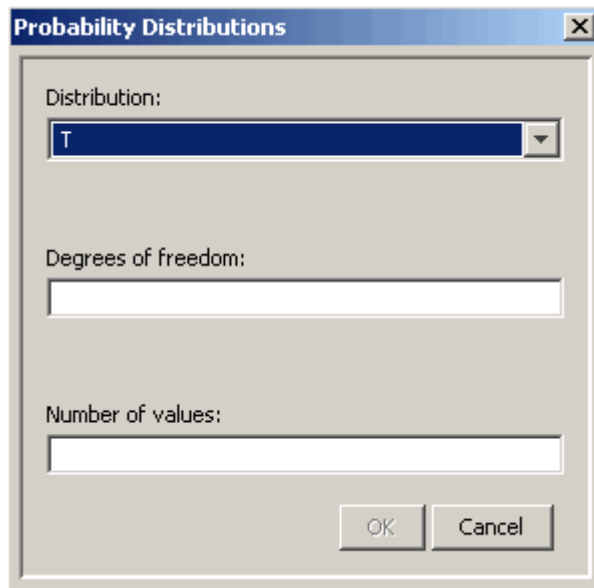 Probability Distributions
Distribution:
T
Degrees of freedom:
Number of values:
OK Cancel